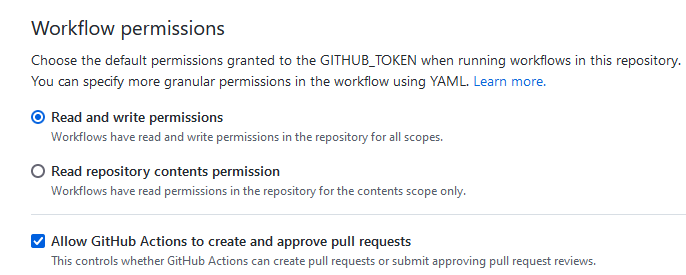 Workflow permissions
Choose the default permissions granted to the GITHUB_TOKEN when running workflows in this repository.
You can specify more granular permissions in the workflow using YAML. Learn more.
Read and write permissions
Workflows have read and write permissions in the repository for all scopes.
Read repository contents permission
Workflows have read permissions in the repository for the contents scope only.
Allow GitHub Actions to create and approve pull requests
This controls whether GitHub Actions can create pull requests or submit approving pull request reviews.